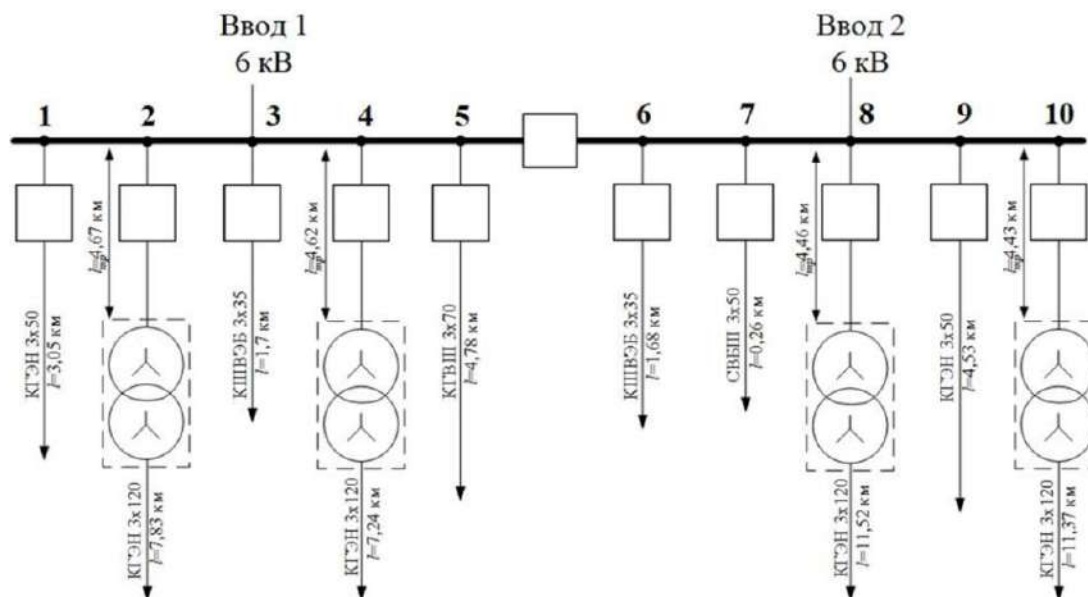 Ввод 1
6 кВ
Ввод 2
6 кВ
1
2
3
4
5
6
7
8
9
10
КГЭН 3х50
l=3,05 км
lтр=4,67 км
КГЭН 3х120
l=7,83 км
КШВЭБ 3х35
l=1,7 км
lтр=4,62 км
КГЭН 3х120
l=7,24 км
КГВШ 3х70
l=4,78 км
КШВЭБ 3х35
l=1,68 км
СВБШ 3х50
l=0,26 км
lтр=4,46 км
КГЭН 3х120
l=11,52 км
КГЭН 3х50
l=4,53 км
lтр=4,43 км
КГЭН 3х120
l=11,37 км